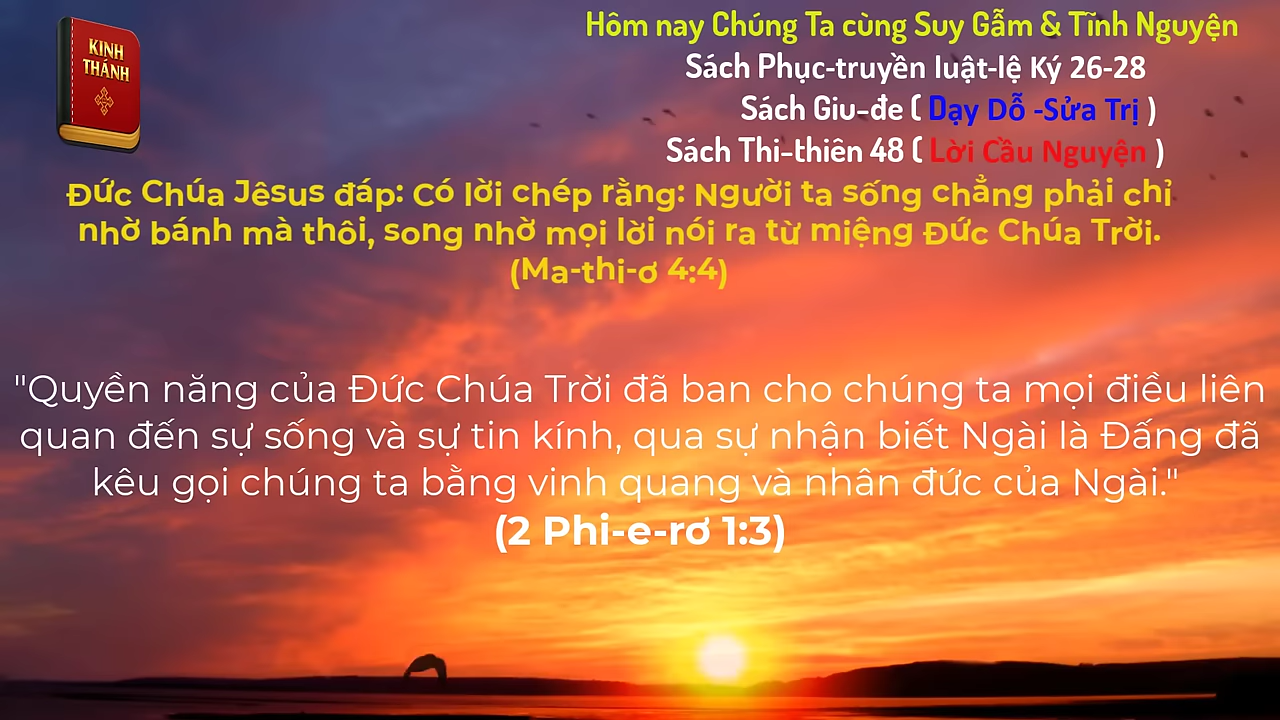 KINH
THÁNH
Hôm nay Chúng Ta cùng Suy Gẫm & Tĩnh Nguyện
Sách Phục-truyền luật-lệ Ký 26-28
Sách Giu-đe ( Dạy Dỗ -Sửa Trị )
Sách Thi-thiên 48 ( Lời Cầu Nguyện )
Đức Chúa Jêsus đáp: Có lời chép rằng: Người ta sống chẳng phải chỉ
nhờ bánh mà thôi, song nhờ mọi lời nói ra từ miệng Đức Chúa Trời.
(Ma-thi-ơ 4:4)
"Quyền năng của Đức Chúa Trời đã ban cho chúng ta mọi điều liên
quan đến sự sống và sự tin kính, qua sự nhận biết Ngài là Đấng đã
kêu gọi chúng ta bằng vinh quang và nhân đức của Ngài."
(2 Phi-e-rơ 1:3)